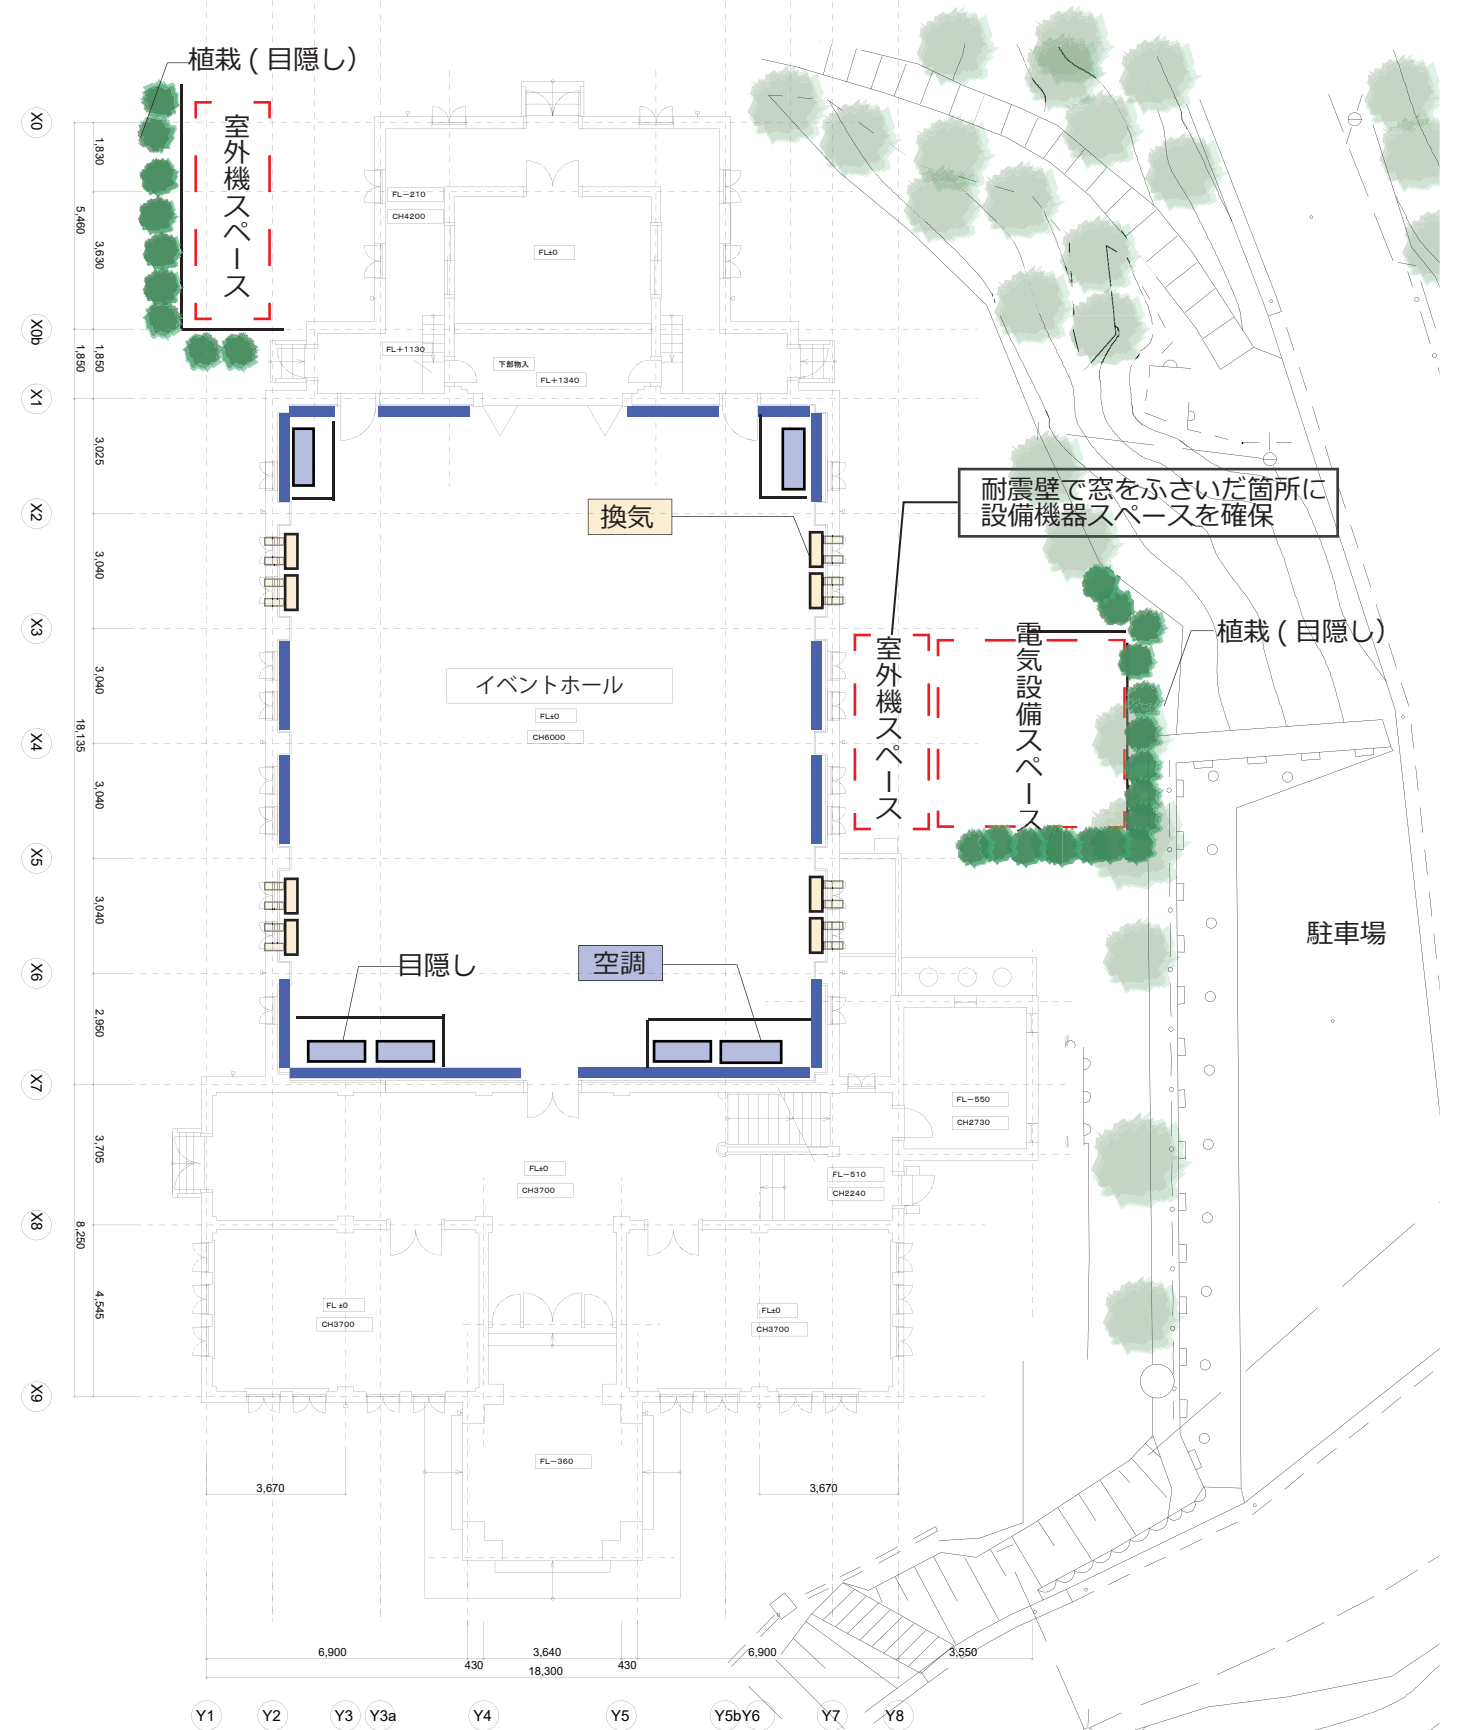 植栽 ( 目隠し )
室外機スペース
X0
1,830
5,460
3,630
X0b
1,850
1,850
X1
3,025
X2
3,040
X3
3,040
18,135
X4
3,040
X5
3,040
X6
2,950
X7
3,705
X8
8,250
4,545
X9
FL−210
CH4200
FL±0
FL+1130
下部物入
FL+1340
換気
耐震壁で窓をふさいだ箇所に
設備機器スペースを確保
イベントホール
FL±0
CH6000
室外機スペース
電気設備スペース
植栽 ( 目隠し )
駐車場
目隠し
空調
FL−550
CH2730
FL±0
CH3700
FL−510
CH2240
FL ±0
CH3700
FL±0
CH3700
FL−360
3,670
3,670
6,900
430
3,640
430
6,900
3,550
18,300
Y1
Y2
Y3
Y3a
Y4
Y5
Y5b
Y6
Y7
Y8